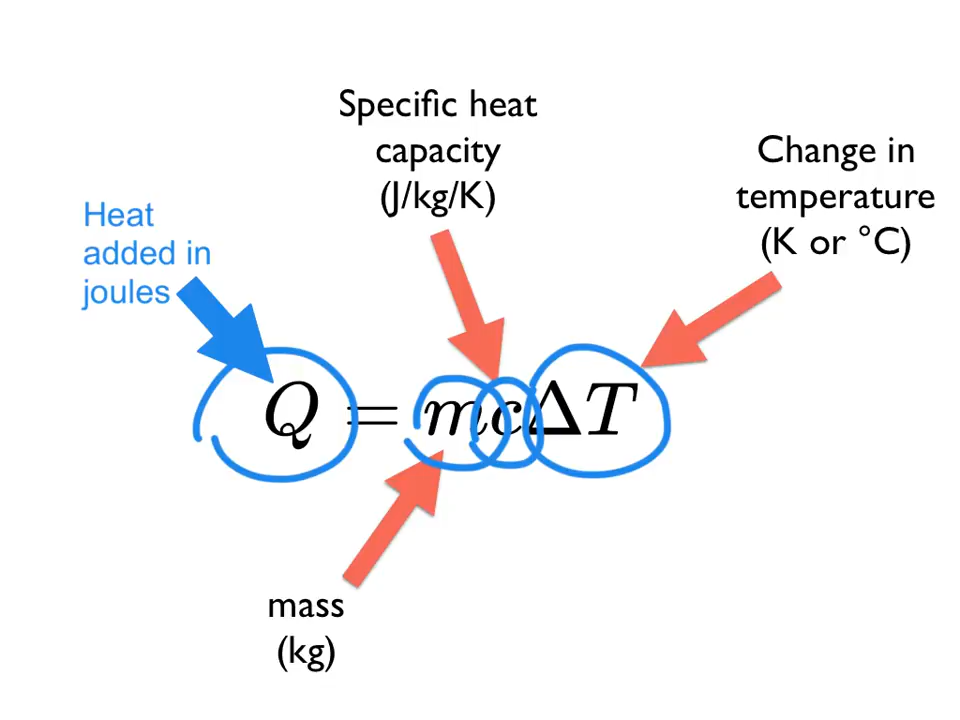 Specific heat
capacity
(J/kg/K)
Change in
temperature
(K or °C)
Heat
added in
joules
Q = mcΔT
mass
(kg)